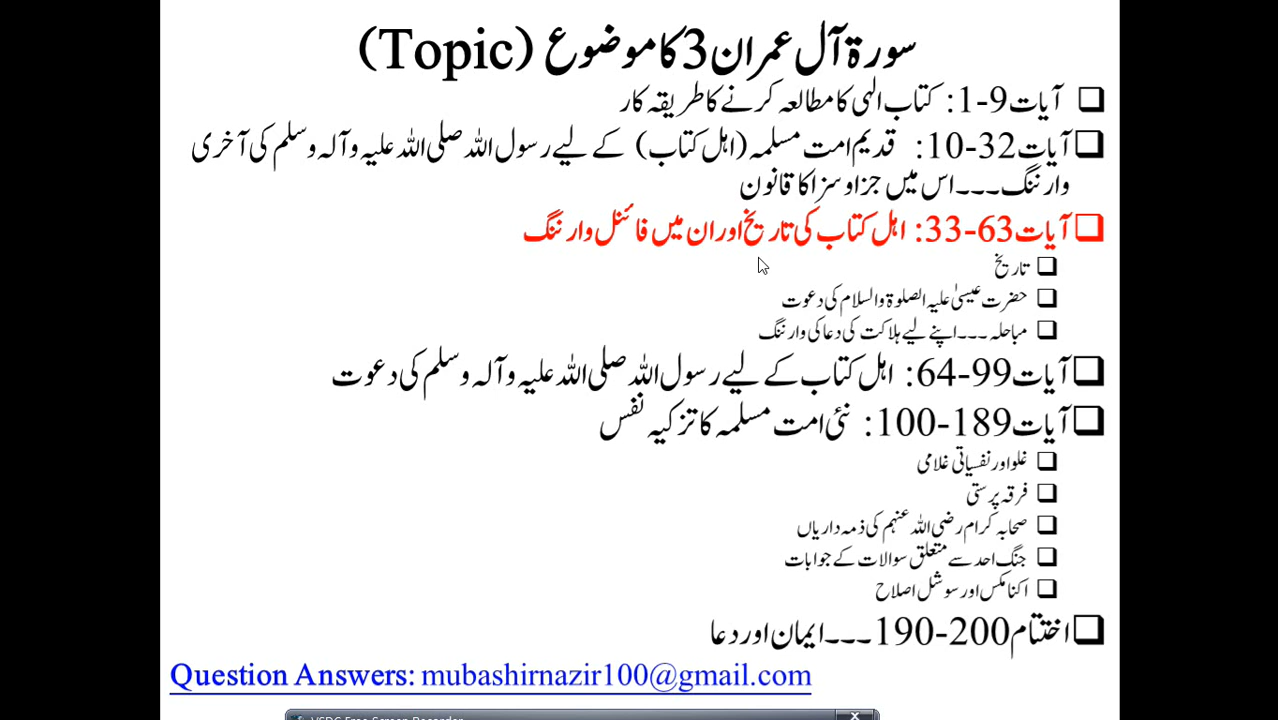 سورۃ آل عمران 3 کا موضوع (Topic)
آیات 9-1: کتاب الہی کا مطالعہ کرنے کا طریقہ کار
آیات 32-10: قدیم امت مسلمہ (اہل کتاب) کے لیے رسول اللہ صلی اللہ علیہ وآلہ وسلم کی آخری
وارننگ۔۔۔اس میں جزا و سزا کا قانون
آیات 63-33: اہل کتاب کی تاریخ اور ان میں فائنل وارننگ
تاریخ
حضرت عیسیٰ علیہ الصلوۃ والسلام کی دعوت
مباحلہ۔۔۔اپنے لیے ہلاکت کی دعا کی وارننگ
آیات 99-64: اہل کتاب کے لیے رسول اللہ صلی اللہ علیہ وآلہ وسلم کی دعوت
آیات 189-100: نئی امت مسلمہ کا تزکیہ نفس
غلو اور نفسیاتی غلامی
فرقہ پرستی
صحابہ کرام رضی اللہ عنہم کی ذمہ داریاں
جنگ احد سے متعلق سوالات کے جوابات
اکنامکس اور سوشل اصلاح
اختتام 200-190۔۔۔ایمان اور دعا
Question Answers: mubashirnazir100@gmail.com
VSDC Free Screen Recorder